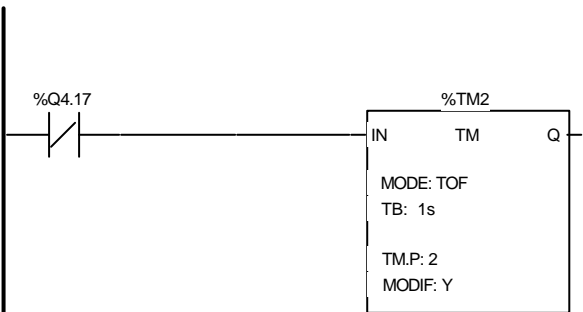 %Q4.17
%TM2
IN TM Q
MODE: TOF
TB: 1s
TM.P: 2
MODIF: Y